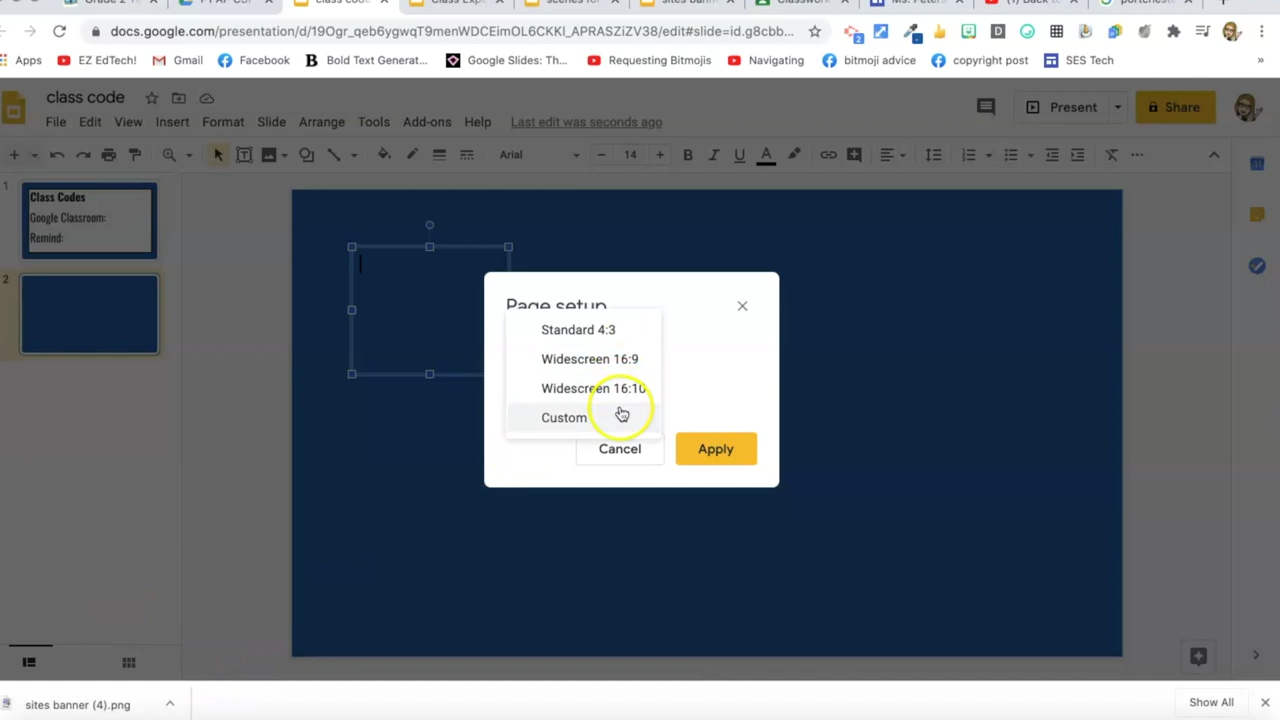 docs.google.com/presentation/d/19Ogr_qeb6ygwqT9menWDCEimOL6CKKl_APRASZiZV38/edit#slide=id.g8cbb...
Apps EZ EdTech! Gmail Facebook Bold Text Generat... Google Slides: Th... Requesting Bitmojis Navigating bitmoji advice copyright post SES Tech »
class code
Present
Share
File Edit View Insert Format Slide Arrange Tools Add-ons Help Last edit was seconds ago
Arial 14
1
Class Codes
Google Classroom:
Remind:
2
Page setup
Standard 4:3
Widescreen 16:9
Widescreen 16:10
Custom
Cancel Apply
sites banner (4).png
Show All